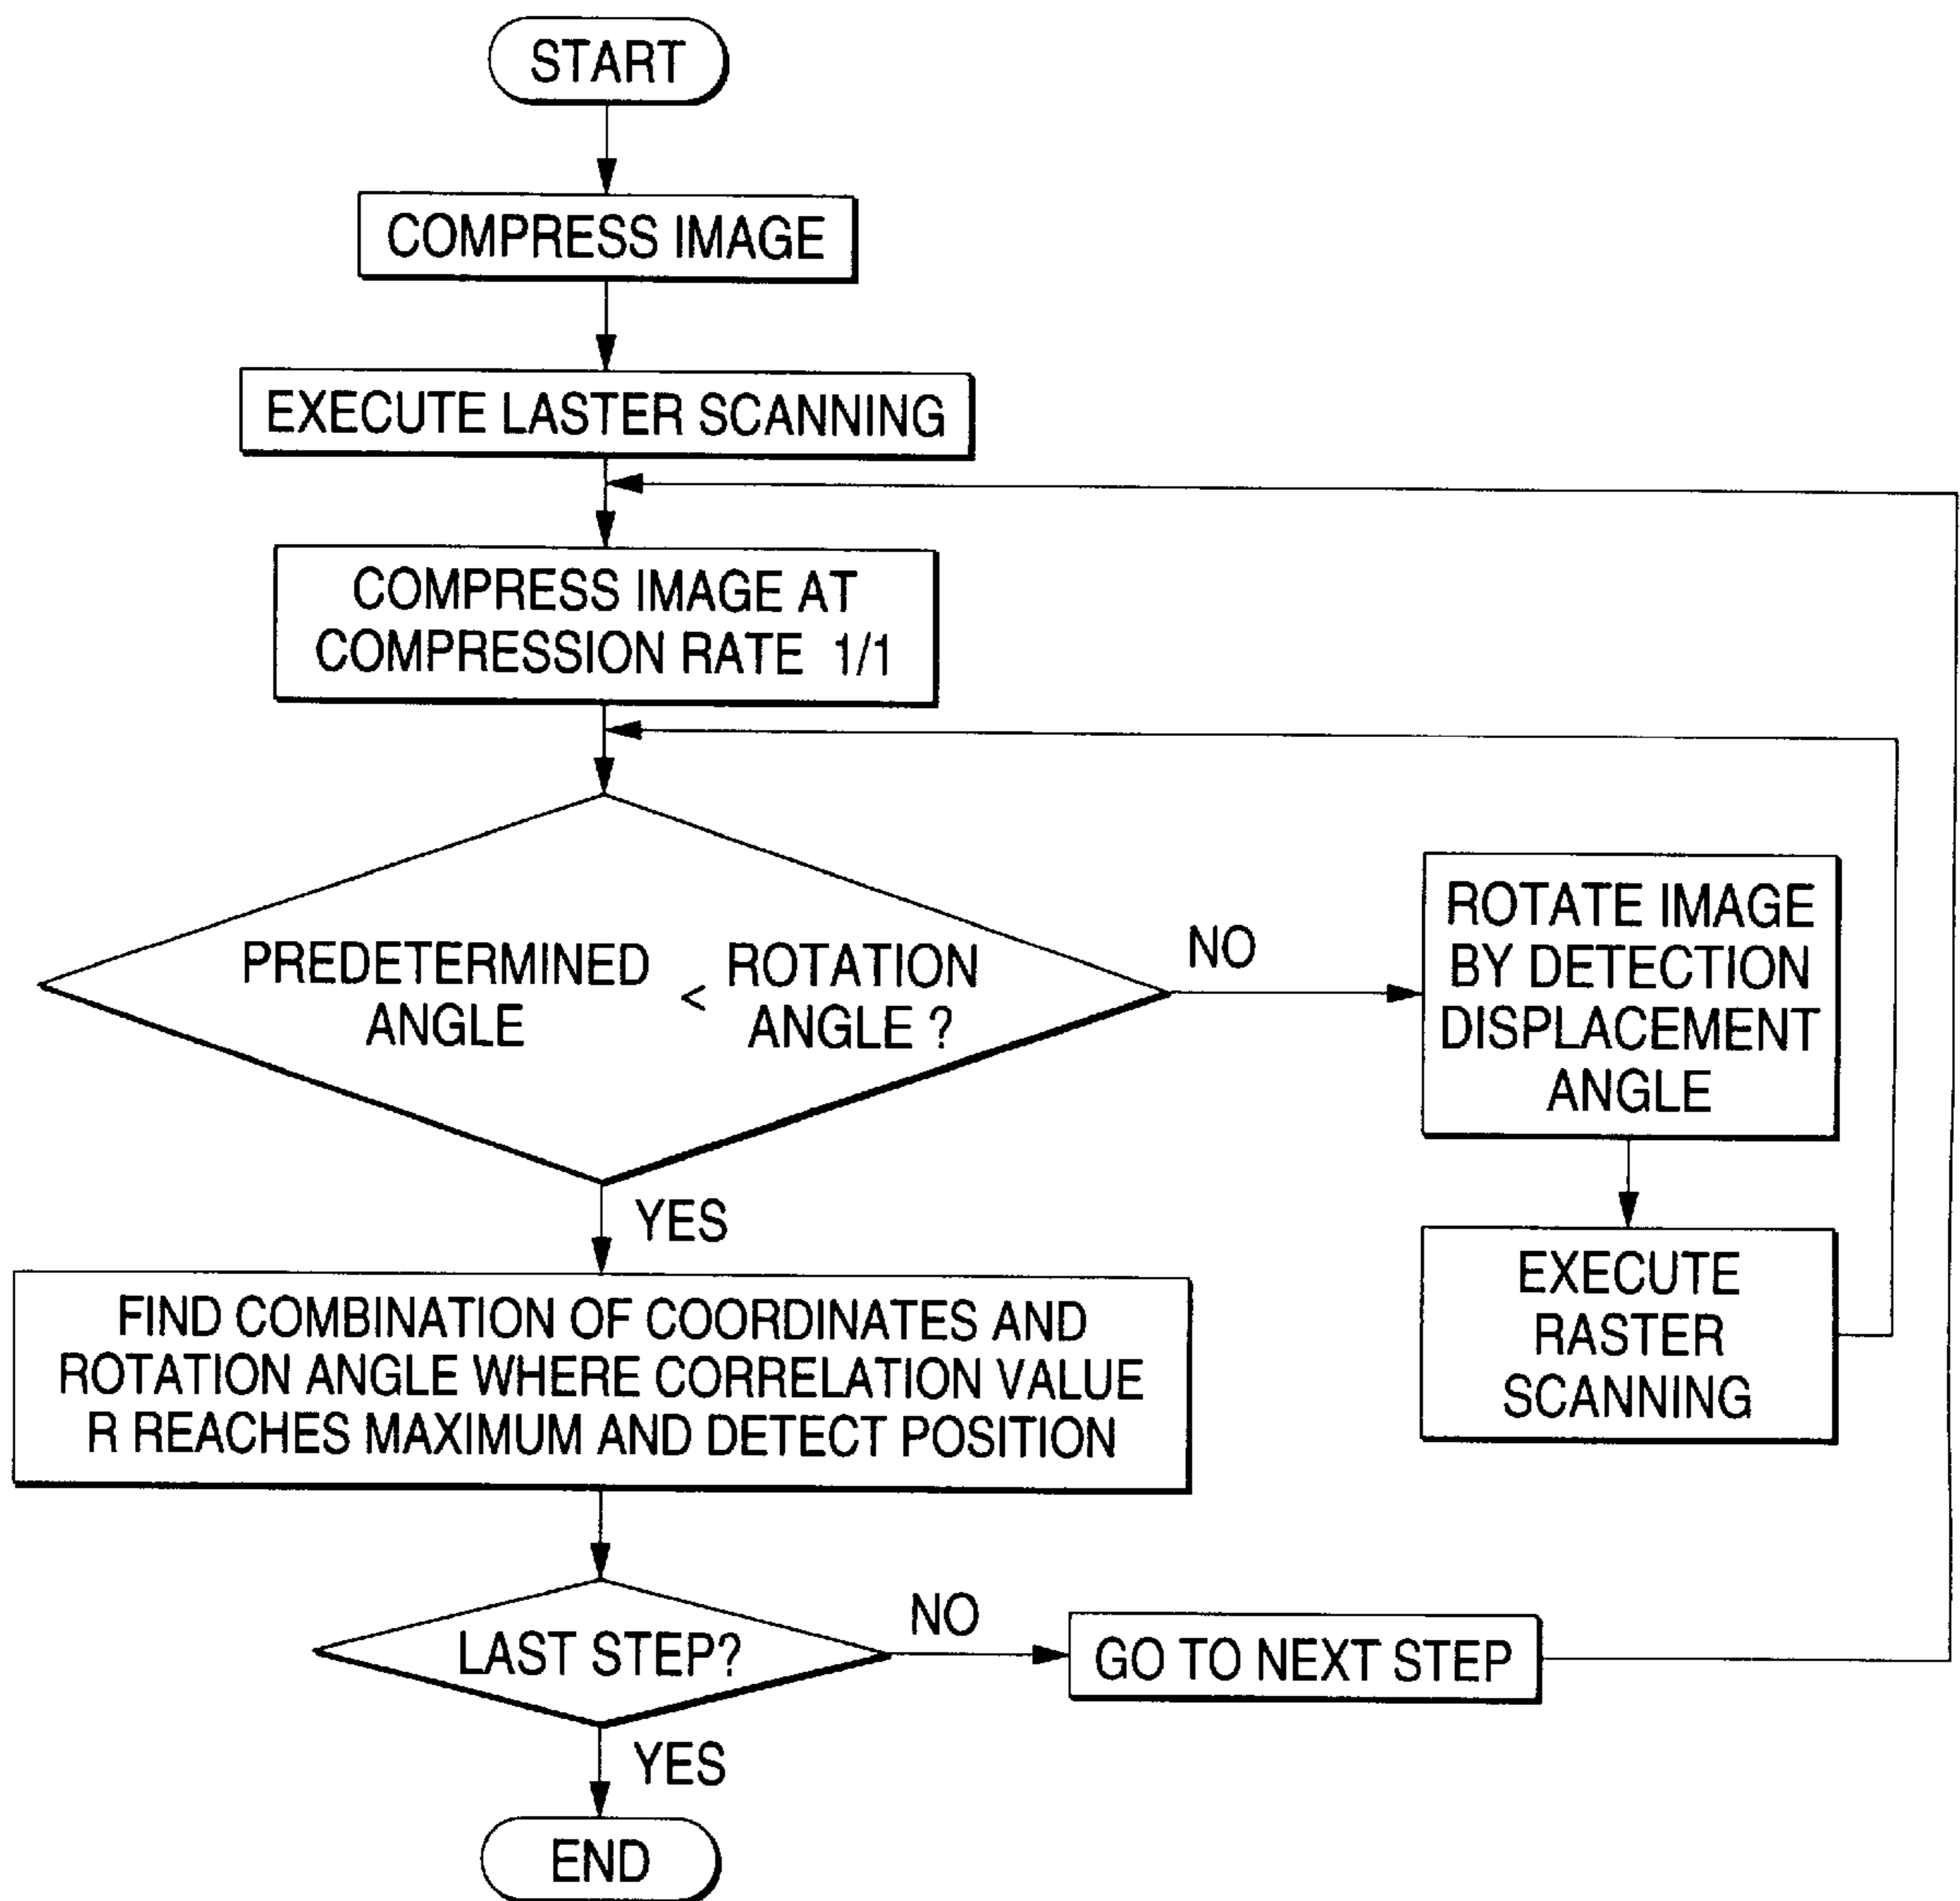 START
COMPRESS IMAGE
EXECUTE LASTER SCANNING
COMPRESS IMAGE AT
COMPRESSION RATE 1/1
PREDETERMINED
ANGLE
<
ROTATION
ANGLE ?
NO
ROTATE IMAGE
BY DETECTION
DISPLACEMENT
ANGLE
EXECUTE
RASTER
SCANNING
YES
FIND COMBINATION OF COORDINATES AND
ROTATION ANGLE WHERE CORRELATION VALUE
R REACHES MAXIMUM AND DETECT POSITION
LAST STEP?
NO
GO TO NEXT STEP
YES
END